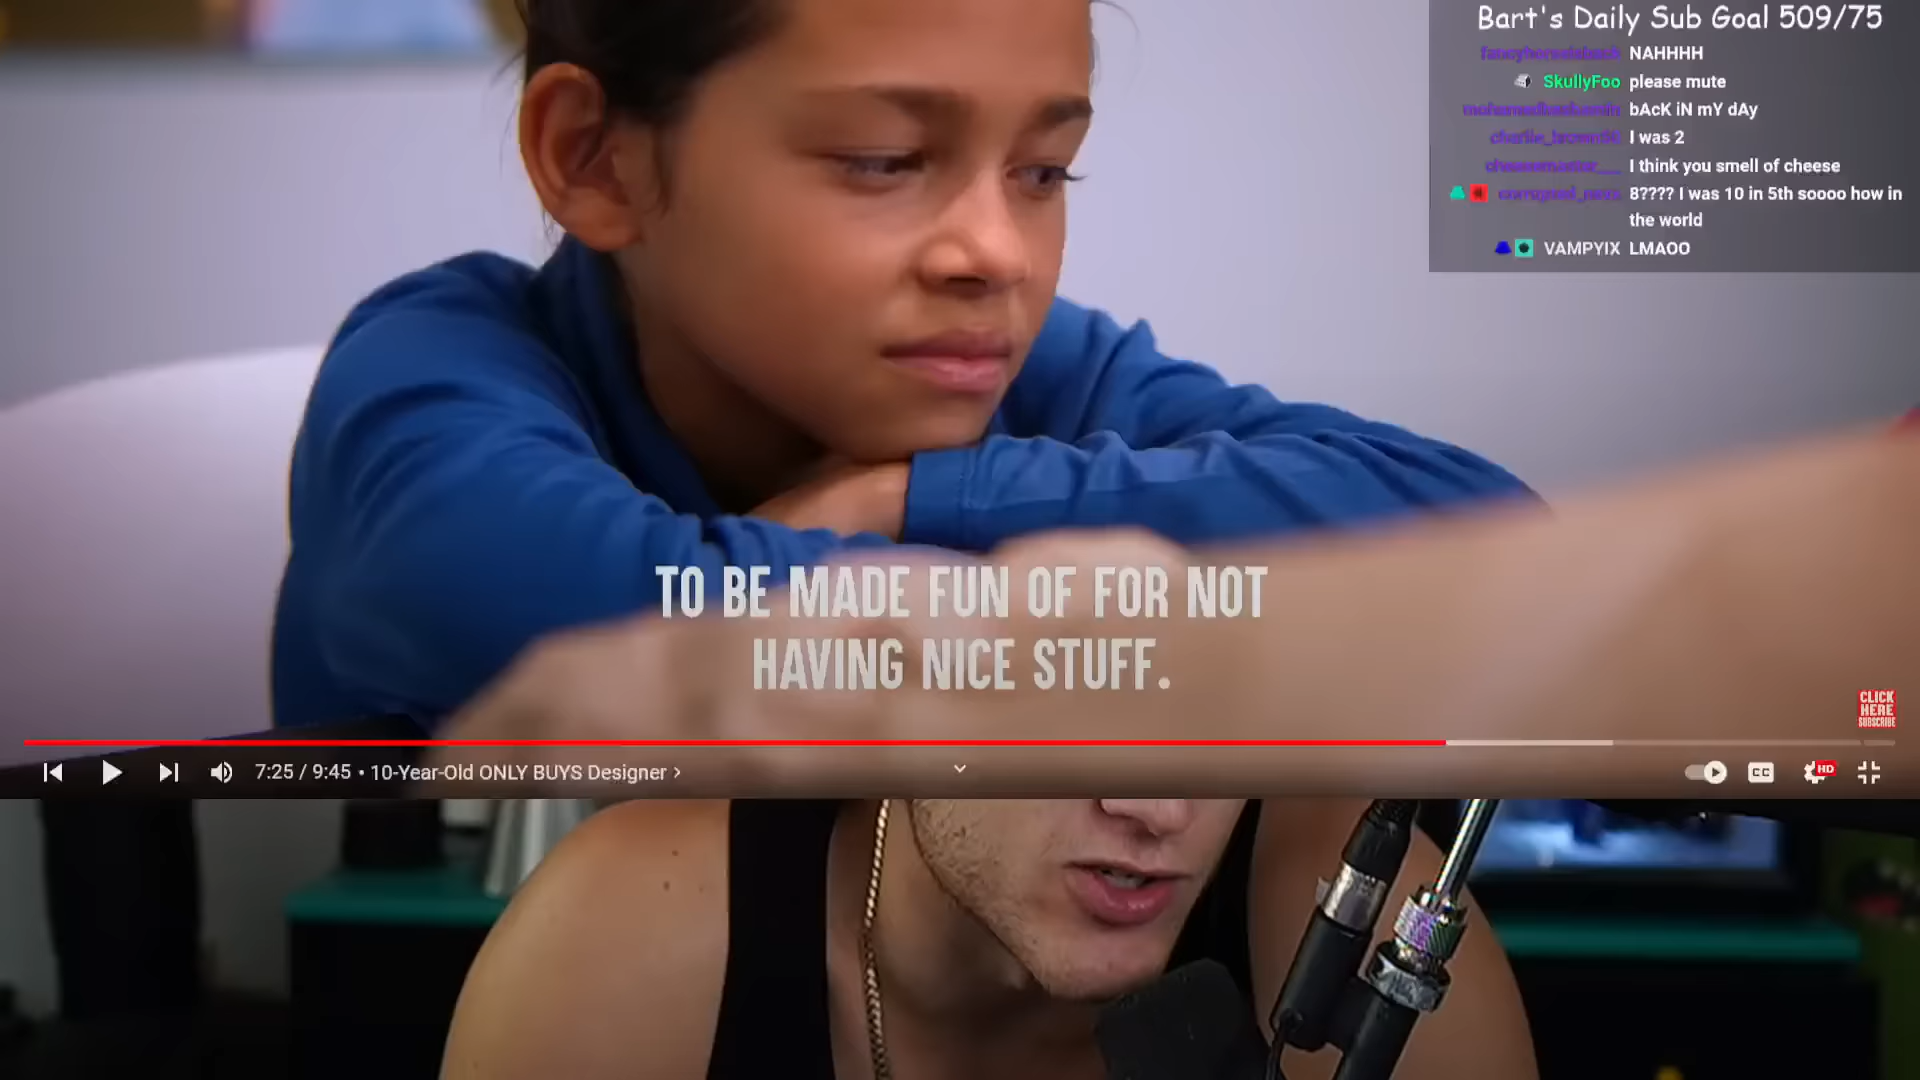 Bart's Daily Sub Goal 509/75
NAHHHH
SkullyFoo please mute
bAcK iN mY dAy
I was 2
I think you smell of cheese
8???? I was 10 in 5th soooo how in
the world
VAMPYIX LMAOO
TO BE MADE FUN OF FOR NOT
HAVING NICE STUFF.
CLICK
HERE
SUBSCRIBE
7:25 / 9:45 • 10-Year-Old ONLY BUYS Designer >
CC
HD